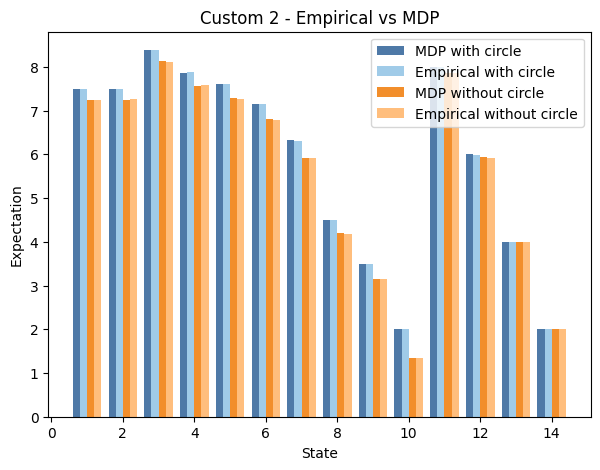 Custom 2 - Empirical vs MDP
MDP with circle
Empirical with circle
MDP without circle
Empirical without circle
Expectation
8
7
6
5
4
3
2
1
0
0 2 4 6 8 10 12 14
State